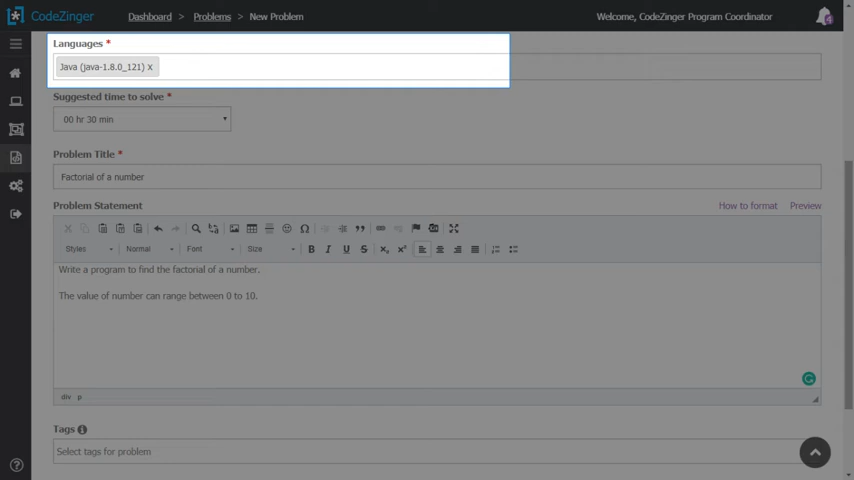 CodeZinger
Dashboard > Problems > New Problem
Welcome, CodeZinger Program Coordinator
4
Languages *
Java (java-1.8.0_121) x
Suggested time to solve *
00 hr 30 min
Problem Title *
Factorial of a number
Problem Statement
How to format
Preview
Styles Normal Font Size B I U S x₂ x²
Write a program to find the factorial of a number.
The value of number can range between 0 to 10.
div p
Tags
Select tags for problem